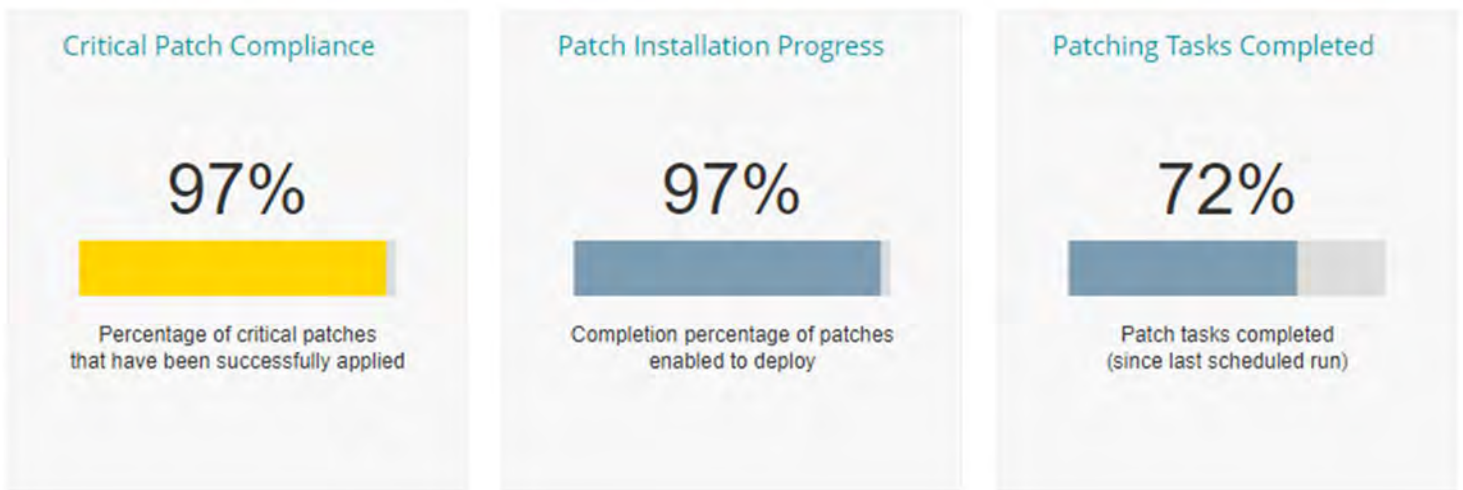 Critical Patch Compliance
97%
Percentage of critical patches
that have been successfully applied
Patch Installation Progress
97%
Completion percentage of patches
enabled to deploy
Patching Tasks Completed
72%
Patch tasks completed
(since last scheduled run)